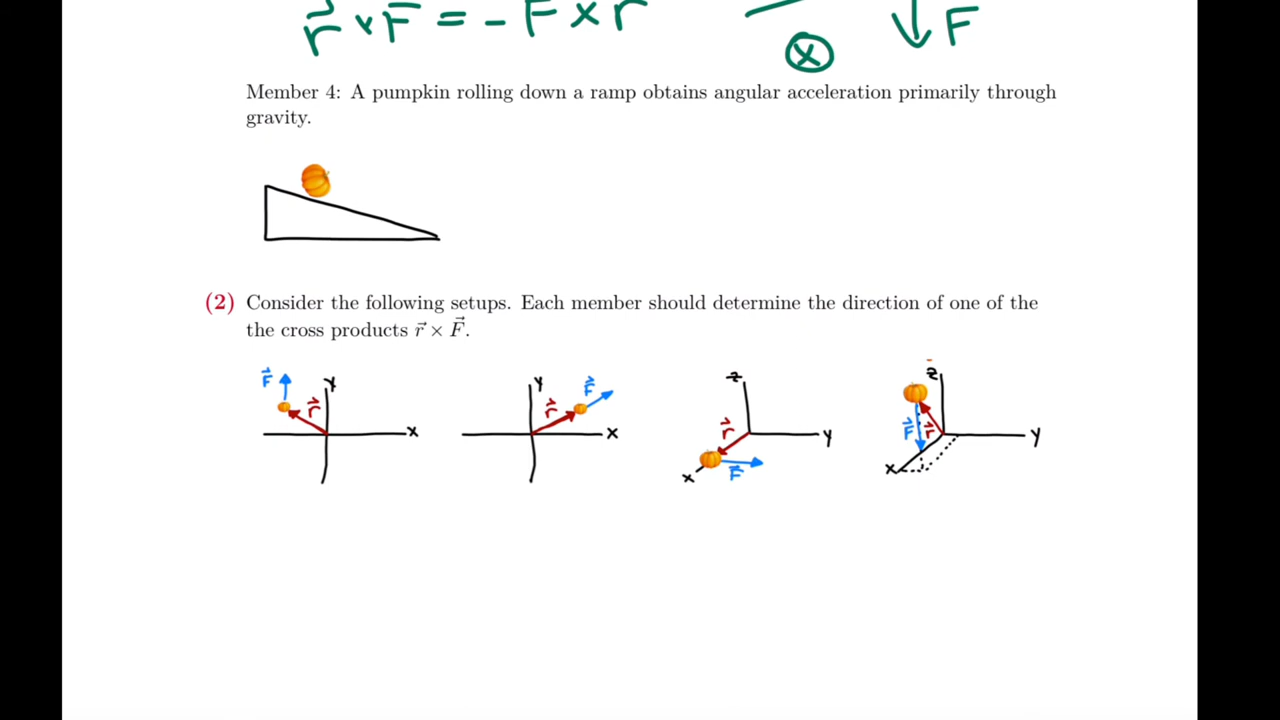 r⃗ × F⃗ = - F × r
F
x
Member 4: A pumpkin rolling down a ramp obtains angular acceleration primarily through
gravity.
(2) Consider the following setups. Each member should determine the direction of one of the
the cross products r⃗ × F⃗.
F⃗ r⃗ y x
y r⃗ F⃗ x
z r⃗ y x F⃗
z F⃗ r⃗ y x